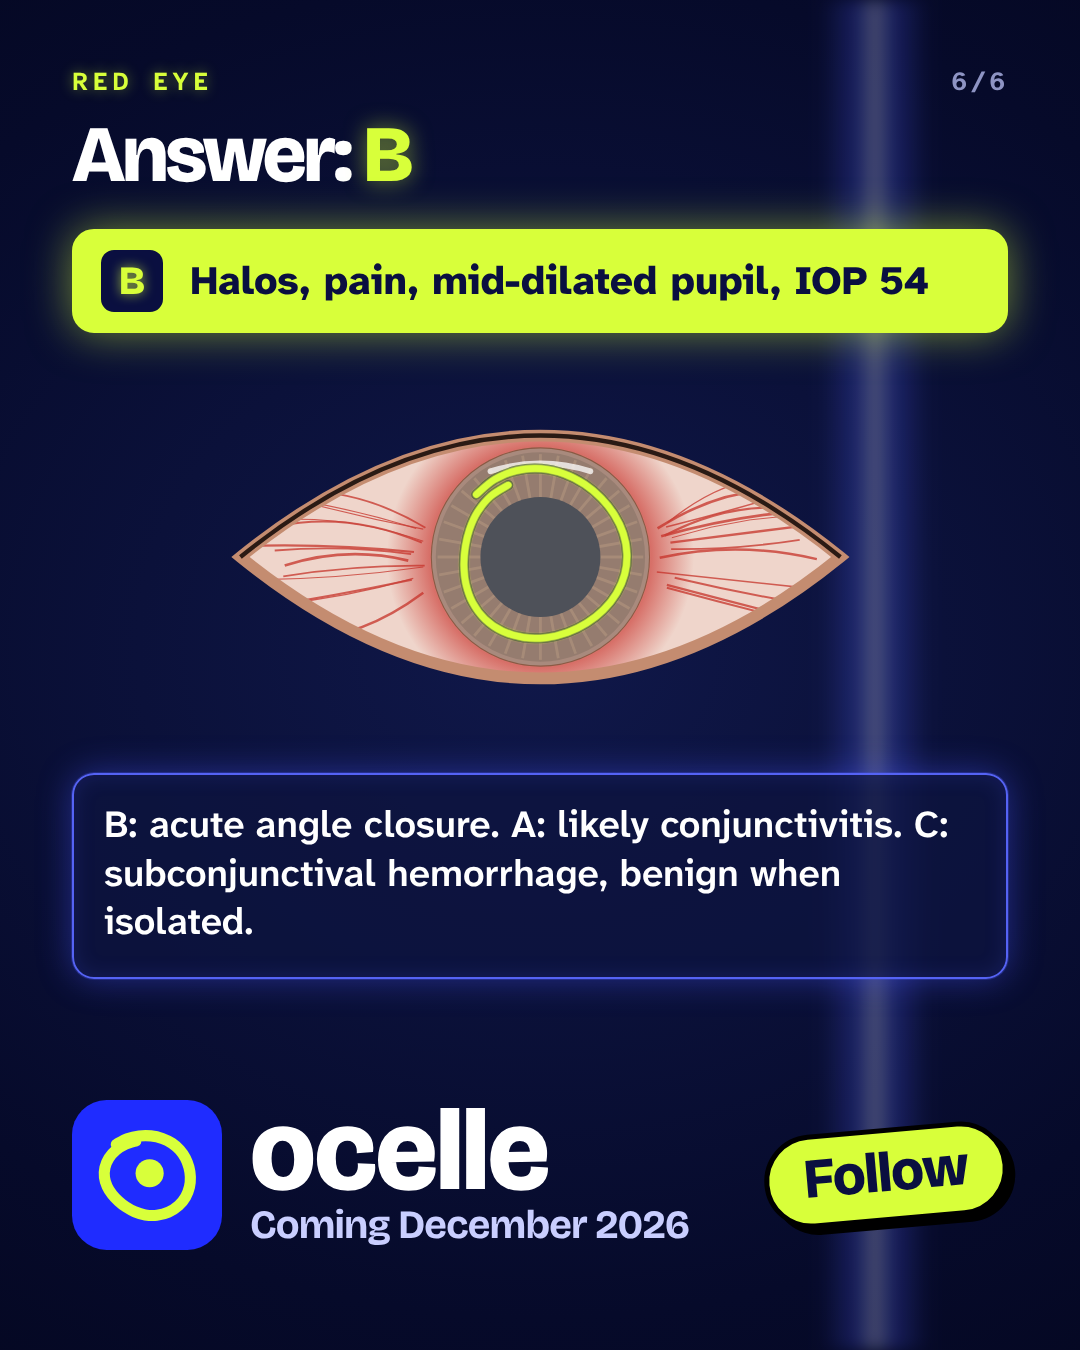 RED EYE
6/6
Answer: B
B Halos, pain, mid-dilated pupil, IOP 54
B: acute angle closure. A: likely conjunctivitis. C:
subconjunctival hemorrhage, benign when
isolated.
ocelle
Coming December 2026
Follow